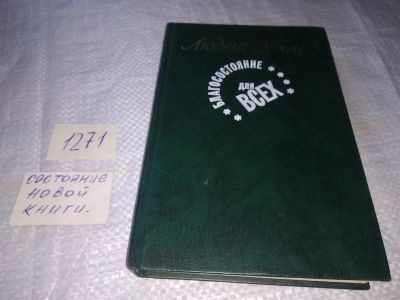 Людвиг Эрхард
БЛАГОСОСТОЯНИЕ
ДЛЯ
ВСЕХ
1271
состояние
новой
книги.